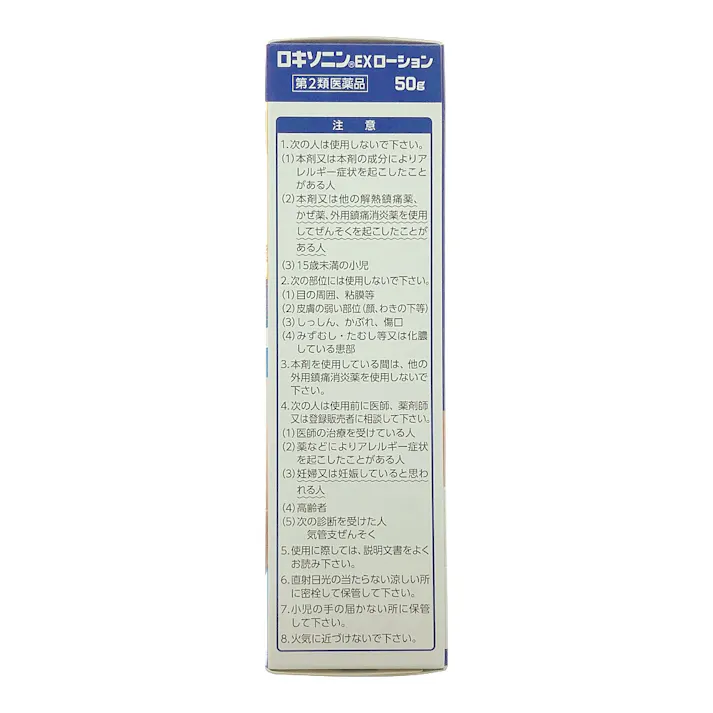 ロキソニン®EXローション
第2類医薬品 50g
注意
1.次の人は使用しないで下さい。
(1)本剤又は本剤の成分によりア
レルギー症状を起こしたこと
がある人
(2)本剤又は他の解熱鎮痛薬、
かぜ薬、外用鎮痛消炎薬を使用
してぜんそくを起こしたことが
ある人
(3)15歳未満の小児
2.次の部位には使用しないで下さい。
(1)目の周囲、粘膜等
(2)皮膚の弱い部位(顔、わきの下等)
(3)しっしん、かぶれ、傷口
(4)みずむし・たむし等又は化膿
している患部
3.本剤を使用している間は、他の
外用鎮痛消炎薬を使用しないで
下さい。
4.次の人は使用前に医師、薬剤師
又は登録販売者に相談して下さい。
(1)医師の治療を受けている人
(2)薬などによりアレルギー症状
を起こしたことがある人
(3)妊婦又は妊娠していると思わ
れる人
(4)高齢者
(5)次の診断を受けた人
気管支ぜんそく
5.使用に際しては、説明文書をよく
お読み下さい。
6.直射日光の当たらない涼しい所
に密栓して保管して下さい。
7.小児の手の届かない所に保管
して下さい。
8.火気に近づけないで下さい。